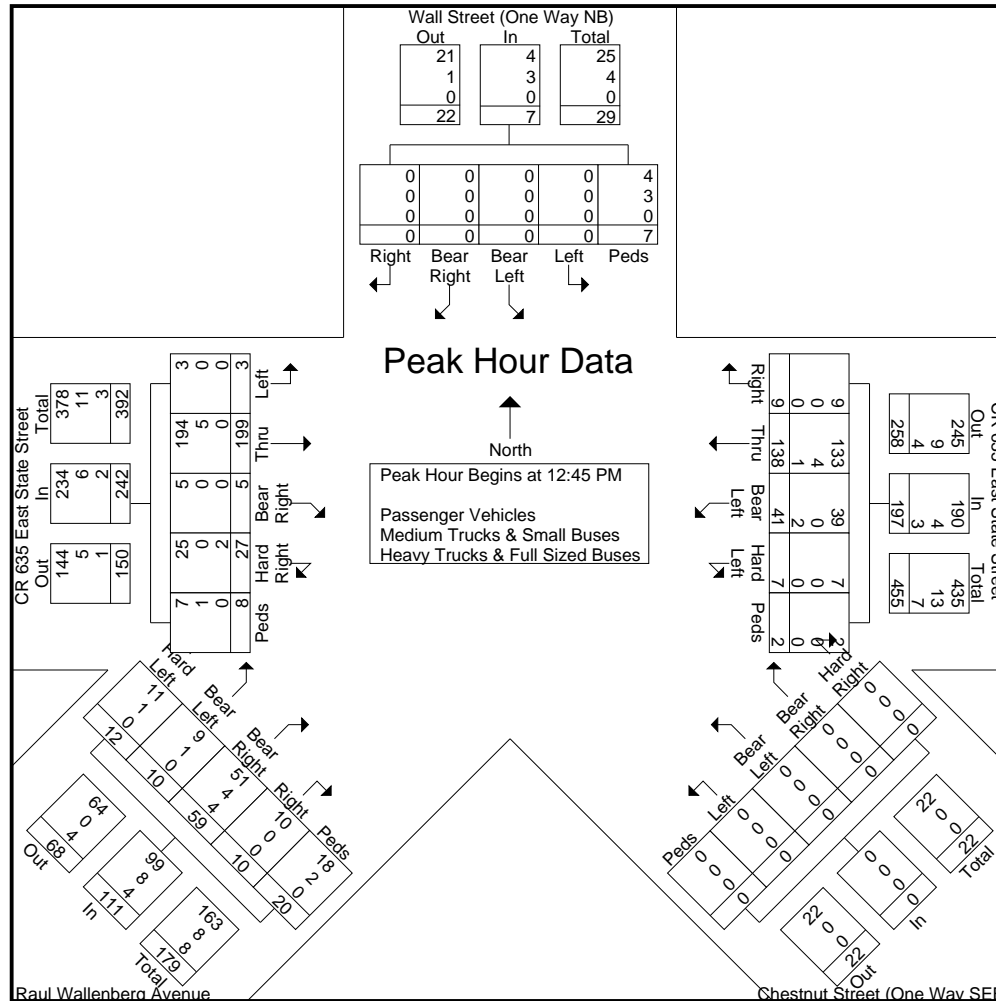 Wall Street (One Way NB)
Out In Total
21 4 25
1 3 4
0 0 0
22 7 29
0 0 0 0 4
0 0 0 0 3
0 0 0 0 0
0 0 0 0 7
Right Bear Right Bear Left Left Peds
Peak Hour Data
North
Peak Hour Begins at 12:45 PM
Passenger Vehicles
Medium Trucks & Small Buses
Heavy Trucks & Full Sized Buses
CR 635 East State Street
Out In Total
144 234 378
5 6 11
1 2 3
150 242 392
Left Thru Bear Right Hard Right Peds
3 194 5 25 7
0 5 0 0 1
0 0 0 2 0
3 199 5 27 8
CR 635 East State Street
Out In Total
245 190 435
9 4 13
4 3 7
258 197 455
Right Thru Bear Left Hard Left Peds
9 133 39 7 2
0 4 0 0 0
0 1 2 0 0
9 138 41 7 2
Hard Left Bear Left Bear Right Right Peds
11 9 51 10 18
1 1 4 0 2
0 0 4 0 0
12 10 59 10 20
64 99 163
0 8 8
4 4 8
68 111 179
Out In Total
Raul Wallenberg Avenue
Peds Left Bear Left Bear Right Hard Right
0 0 0 0 0
0 0 0 0 0
0 0 0 0 0
0 0 0 0 0
22 0 22
0 0 0
0 0 0
22 0 22
Out In Total
Chestnut Street (One Way